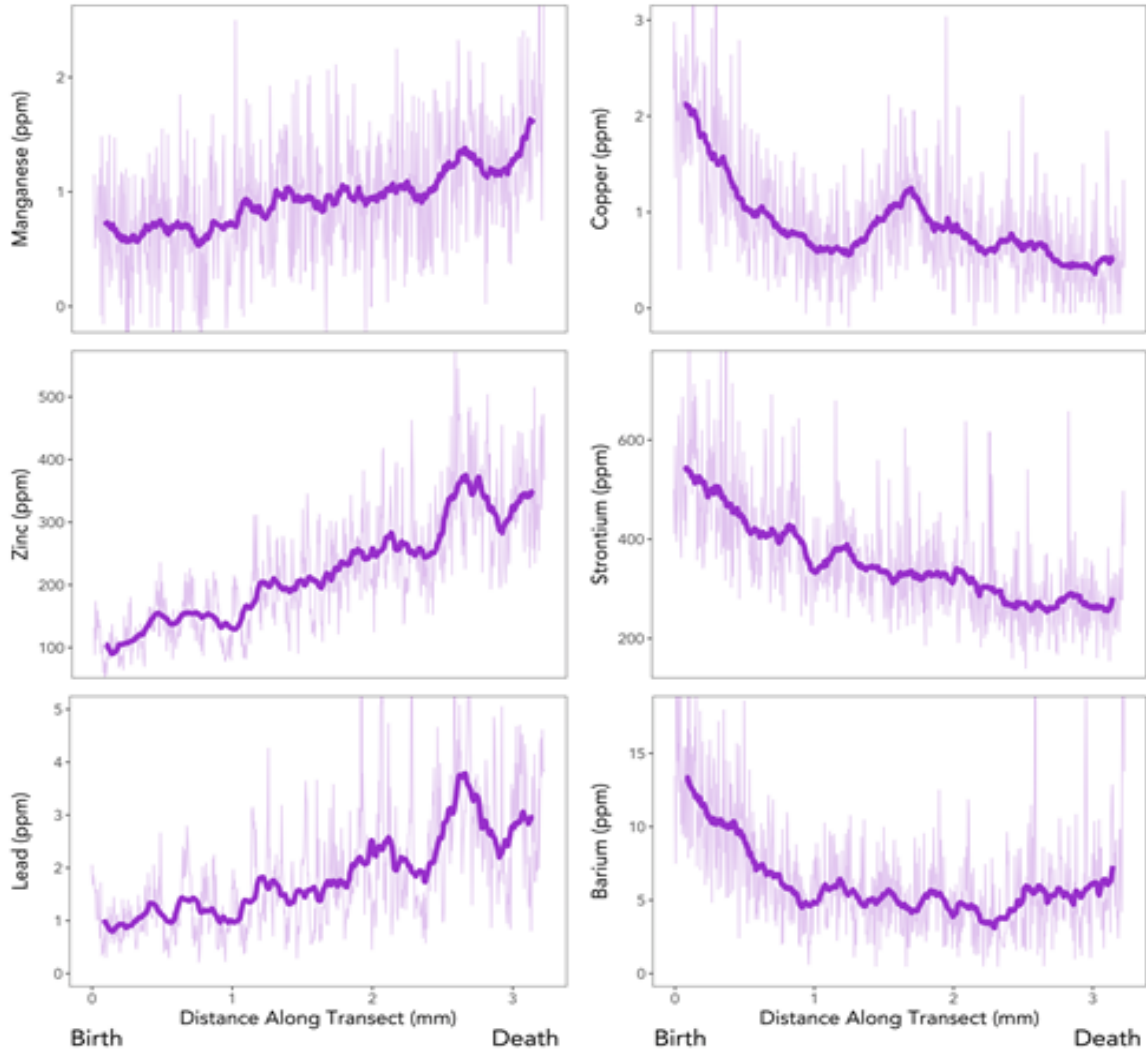 Manganese (ppm)
2
1
0
Copper (ppm)
3
2
1
0
Zinc (ppm)
500
400
300
200
100
Strontium (ppm)
600
400
200
Lead (ppm)
5
4
3
2
1
0
Barium (ppm)
15
10
5
0
0 1 2 3
0 1 2 3
Distance Along Transect (mm)
Distance Along Transect (mm)
Birth Death
Birth Death